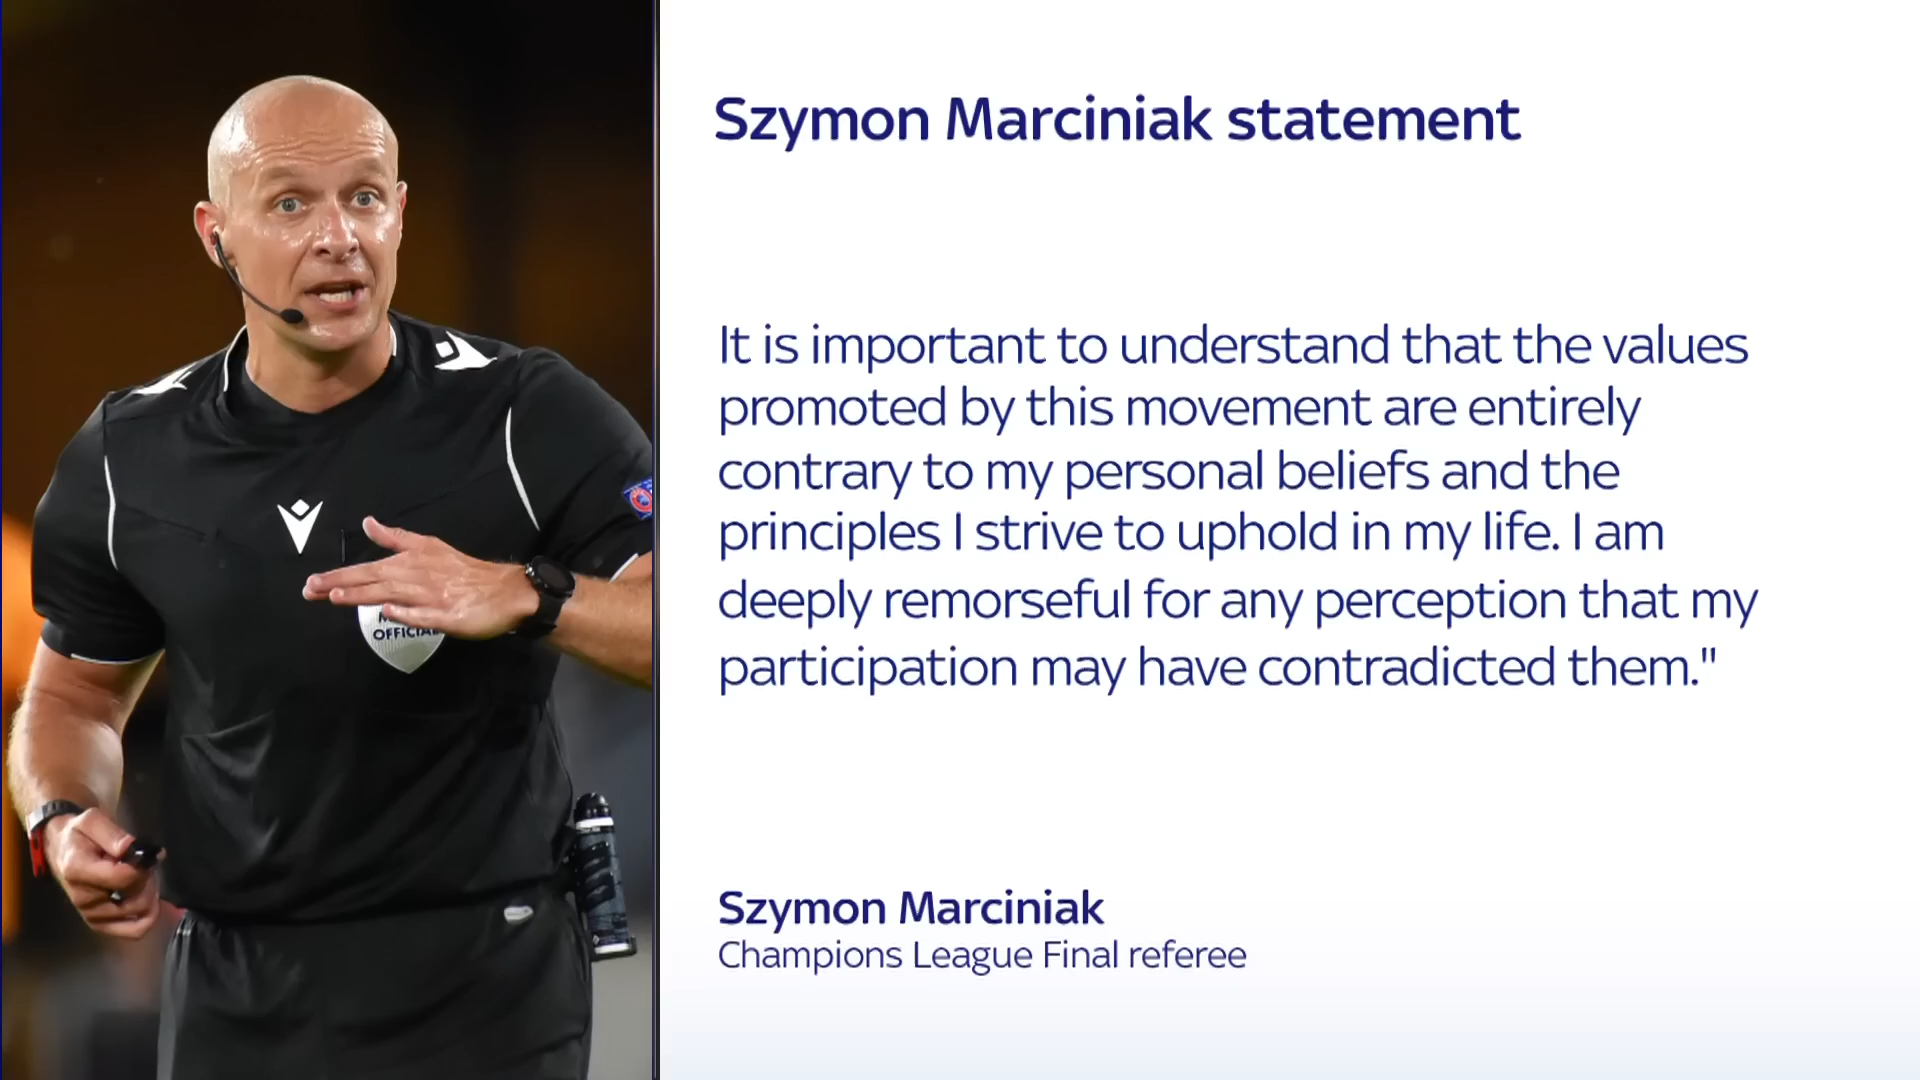 Szymon Marciniak statement
It is important to understand that the values
promoted by this movement are entirely
contrary to my personal beliefs and the
principles I strive to uphold in my life. I am
deeply remorseful for any perception that my
participation may have contradicted them."
OFFICIAL
Szymon Marciniak
Champions League Final referee